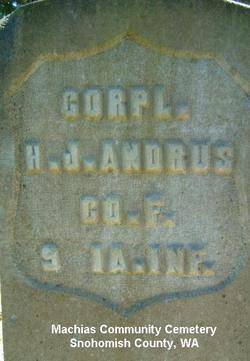 CORPL.
H.J.ANDRUS
CO.F.
9 IA.INF.
Machias Community Cemetery
Snohomish County, WA